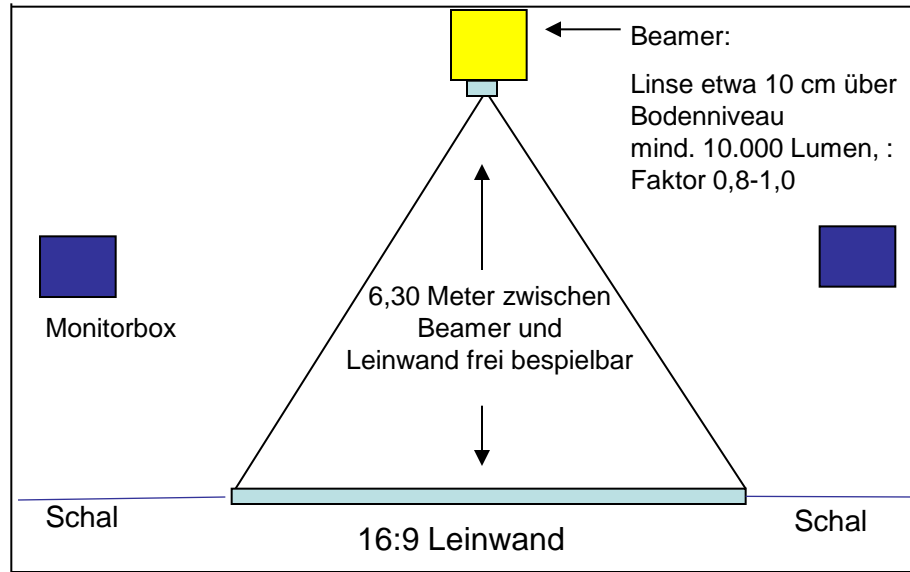 Beamer:
Linse etwa 10 cm über
Bodenniveau
mind. 10.000 Lumen, :
Faktor 0,8-1,0
6,30 Meter zwischen
Beamer und
Leinwand frei bespielbar
Monitorbox
Schal
Schal
16:9 Leinwand